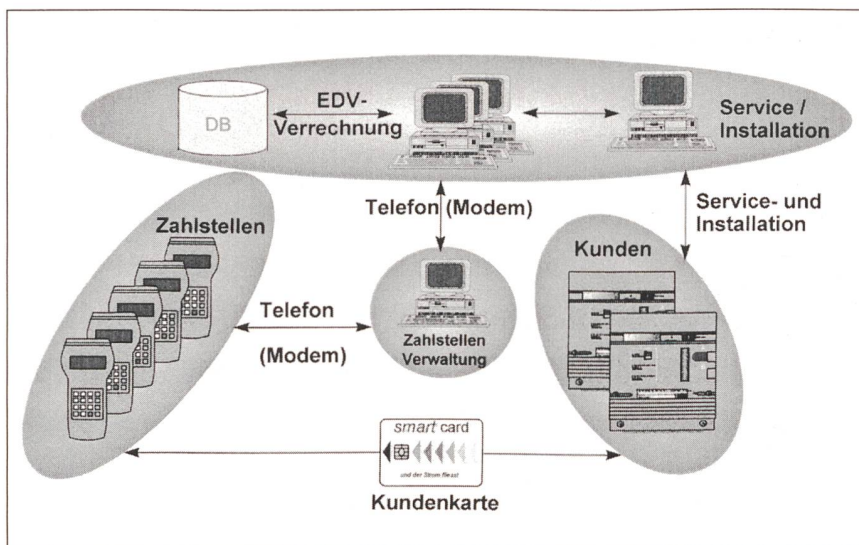 DB
EDV-
Verrechnung
Service /
Installation
Telefon (Modem)
Service- und
Installation
Zahlstellen
Kunden
Telefon
(Modem)
Zahlstellen
Verwaltung
smart card
und der Strom fliesst
Kundenkarte